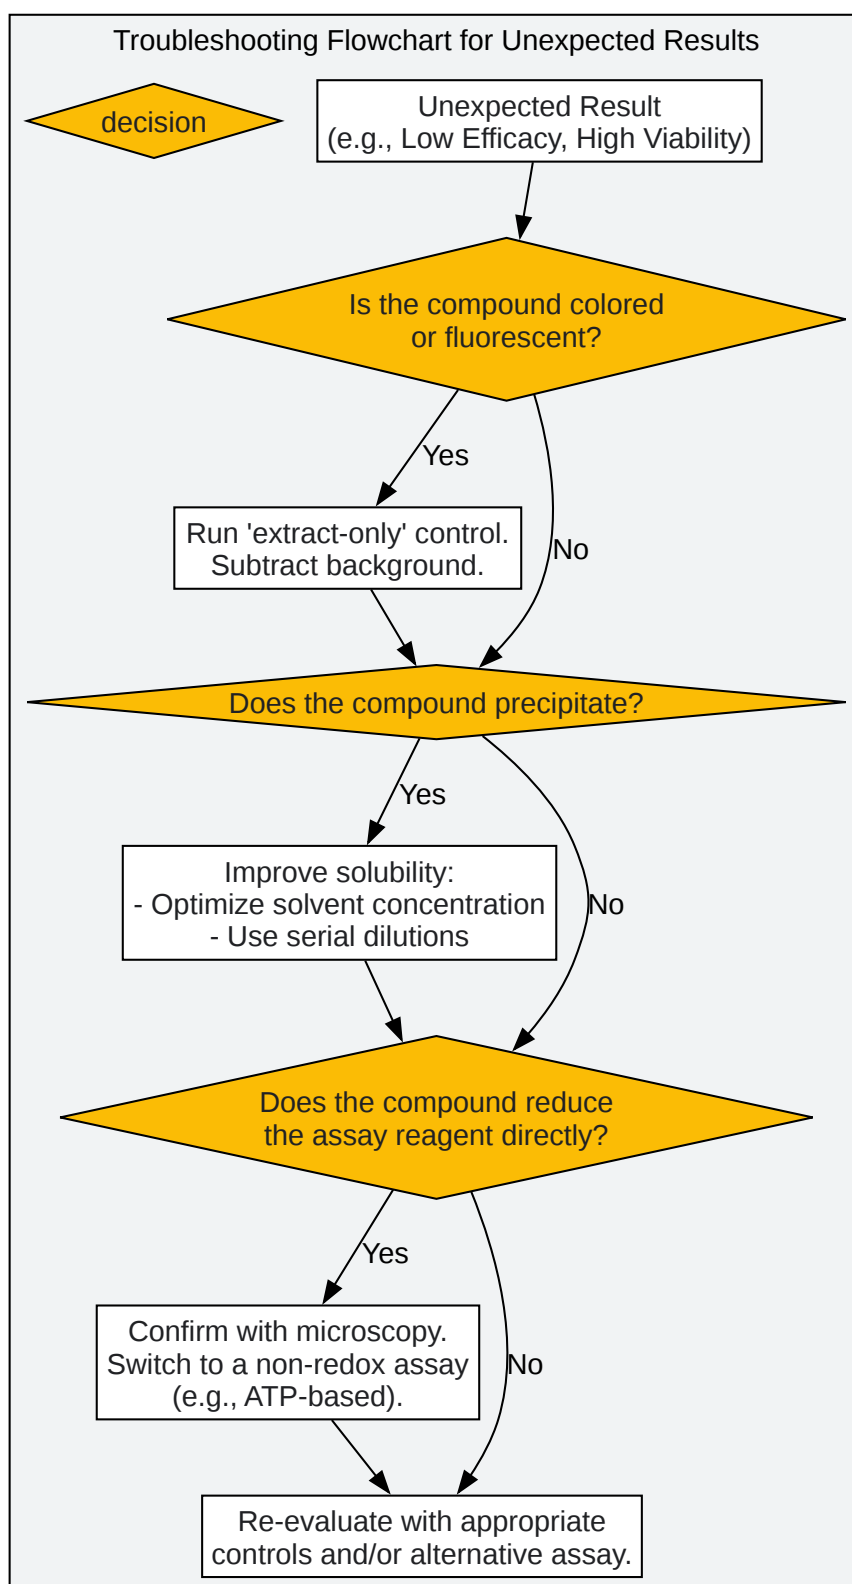 Troubleshooting Flowchart for Unexpected Results
decision
Unexpected Result
(e.g., Low Efficacy, High Viability)
Is the compound colored
or fluorescent?
Yes
Run 'extract-only' control.
Subtract background.
No
Does the compound precipitate?
Yes
Improve solubility:
- Optimize solvent concentration
- Use serial dilutions
No
Does the compound reduce
the assay reagent directly?
Yes
Confirm with microscopy.
Switch to a non-redox assay
(e.g., ATP-based).
No
Re-evaluate with appropriate
controls and/or alternative assay.